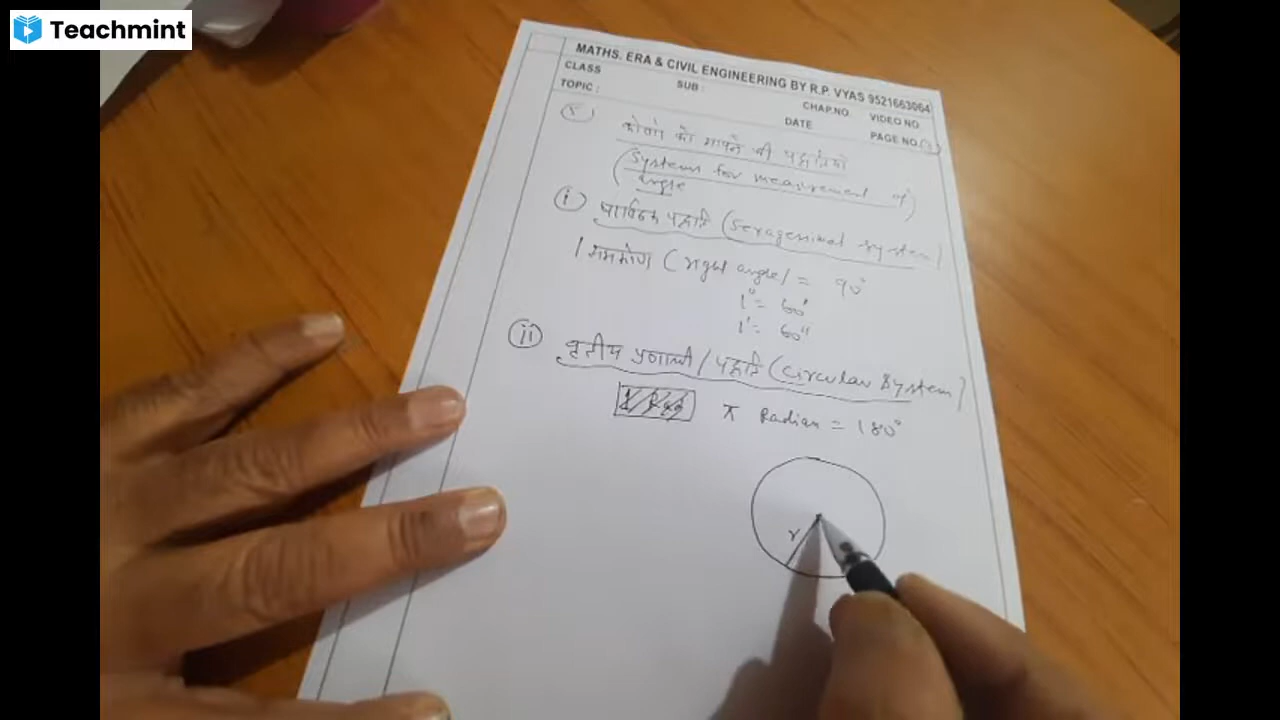 Teachmint
MATHS. ERA & CIVIL ENGINEERING BY R.P. VYAS 9521663064
CLASS SUB : CHAP.NO. VIDEO NO
TOPIC : DATE PAGE NO. (3)
कोणो को मापने की पद्धतियाँ
(Systems for measurement of
angle)
(i) षाष्टिक पद्धति (Sexagesimal system)
1 समकोण (right angle) = 90°
1° = 60'
1' = 60"
(ii) वृतीय प्रणाली / पद्धति (Circular System)
π Radian = 180°
r